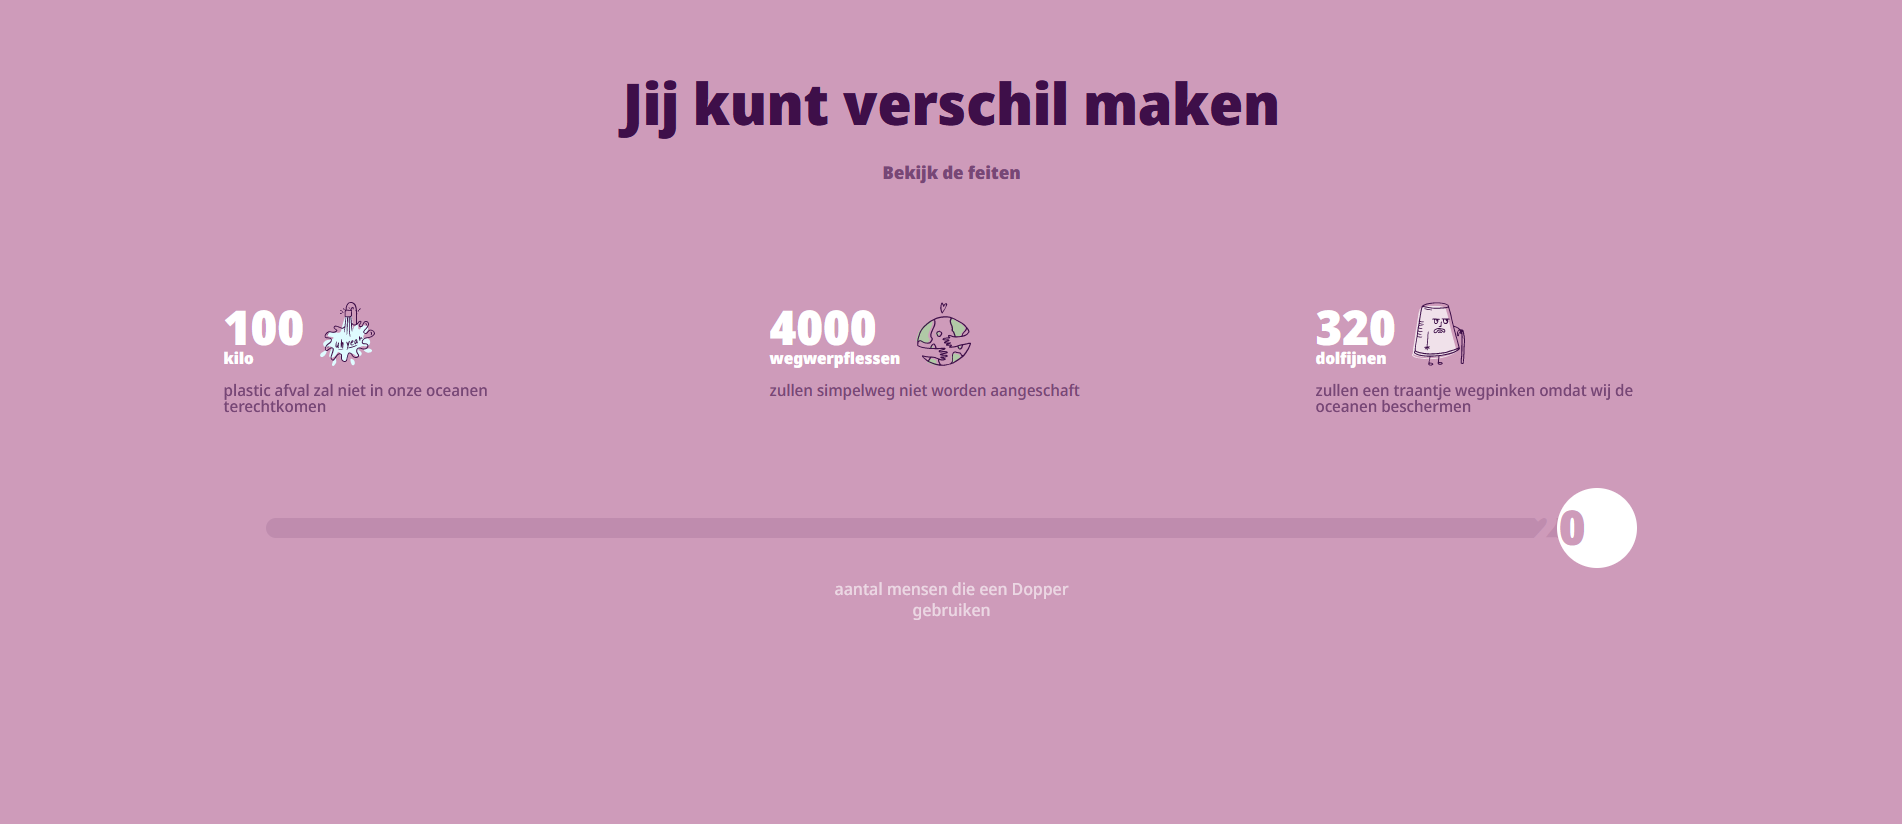 Jij kunt verschil maken
Bekijk de feiten
100
kilo
plastic afval zal niet in onze oceanen
terechtkomen
4000
wegwerpflessen
zullen simpelweg niet worden aangeschaft
320
dolfijnen
zullen een traantje wegpinken omdat wij de
oceanen beschermen
20
aantal mensen die een Dopper
gebruiken